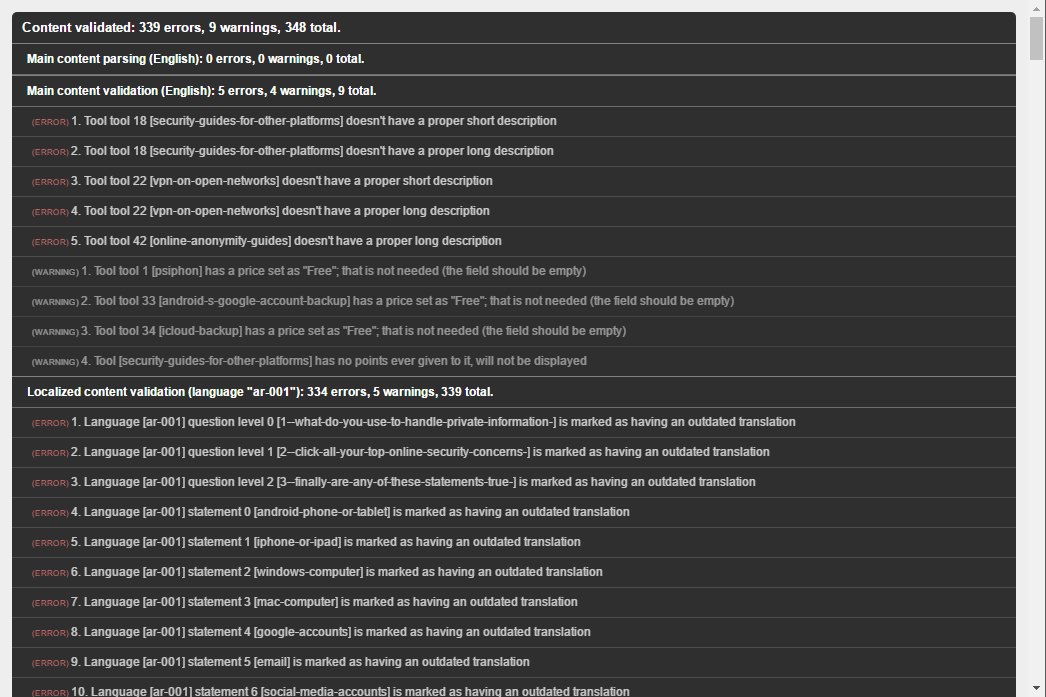 Content validated: 339 errors, 9 warnings, 348 total.
Main content parsing (English): 0 errors, 0 warnings, 0 total.
Main content validation (English): 5 errors, 4 warnings, 9 total.
(ERROR) 1. Tool tool 18 [security-guides-for-other-platforms] doesn't have a proper short description
(ERROR) 2. Tool tool 18 [security-guides-for-other-platforms] doesn't have a proper long description
(ERROR) 3. Tool tool 22 [vpn-on-open-networks] doesn't have a proper short description
(ERROR) 4. Tool tool 22 [vpn-on-open-networks] doesn't have a proper long description
(ERROR) 5. Tool tool 42 [online-anonymity-guides] doesn't have a proper long description
(WARNING) 1. Tool tool 1 [psiphon] has a price set as "Free"; that is not needed (the field should be empty)
(WARNING) 2. Tool tool 33 [android-s-google-account-backup] has a price set as "Free"; that is not needed (the field should be empty)
(WARNING) 3. Tool tool 34 [icloud-backup] has a price set as "Free"; that is not needed (the field should be empty)
(WARNING) 4. Tool [security-guides-for-other-platforms] has no points ever given to it, will not be displayed
Localized content validation (language "ar-001"): 334 errors, 5 warnings, 339 total.
(ERROR) 1. Language [ar-001] question level 0 [1--what-do-you-use-to-handle-private-information-] is marked as having an outdated translation
(ERROR) 2. Language [ar-001] question level 1 [2--click-all-your-top-online-security-concerns-] is marked as having an outdated translation
(ERROR) 3. Language [ar-001] question level 2 [3--finally-are-any-of-these-statements-true-] is marked as having an outdated translation
(ERROR) 4. Language [ar-001] statement 0 [android-phone-or-tablet] is marked as having an outdated translation
(ERROR) 5. Language [ar-001] statement 1 [iphone-or-ipad] is marked as having an outdated translation
(ERROR) 6. Language [ar-001] statement 2 [windows-computer] is marked as having an outdated translation
(ERROR) 7. Language [ar-001] statement 3 [mac-computer] is marked as having an outdated translation
(ERROR) 8. Language [ar-001] statement 4 [google-accounts] is marked as having an outdated translation
(ERROR) 9. Language [ar-001] statement 5 [email] is marked as having an outdated translation
(ERROR) 10. Language [ar-001] statement 6 [social-media-accounts] is marked as having an outdated translation